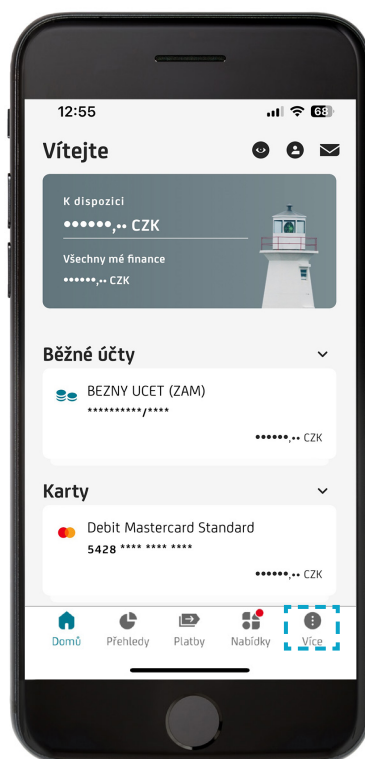 12:55
68
Vítejte
K dispozici
••••••,•• CZK
Všechny mé finance
••••••,•• CZK
Běžné účty
BEZNY UCET (ZAM)
**********/****
••••••,•• CZK
Karty
Debit Mastercard Standard
5428 **** **** ****
••••••,•• CZK
Domů Přehledy Platby Nabídky Více